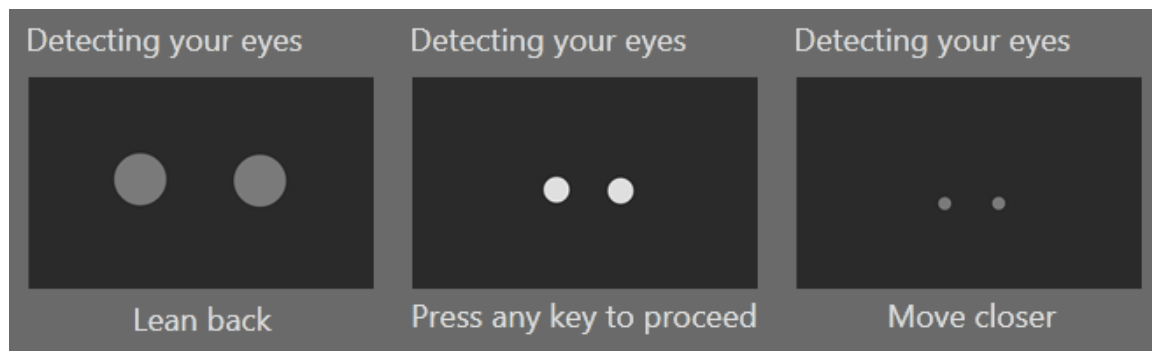 Detecting your eyes
Lean back
Detecting your eyes
Press any key to proceed
Detecting your eyes
Move closer